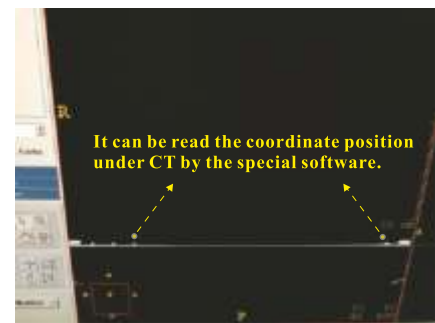 R
It can be read the coordinate position
under CT by the special software.